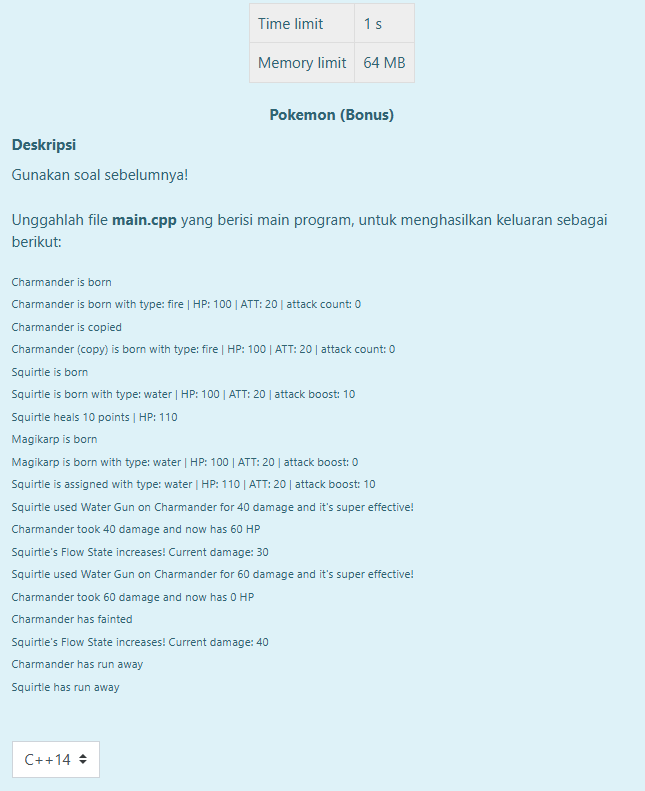 Time limit 1 s
Memory limit 64 MB
Pokemon (Bonus)
Deskripsi
Gunakan soal sebelumnya!
Unggahlah file main.cpp yang berisi main program, untuk menghasilkan keluaran sebagai
berikut:
Charmander is born
Charmander is born with type: fire | HP: 100 | ATT: 20 | attack count: 0
Charmander is copied
Charmander (copy) is born with type: fire | HP: 100 | ATT: 20 | attack count: 0
Squirtle is born
Squirtle is born with type: water | HP: 100 | ATT: 20 | attack boost: 10
Squirtle heals 10 points | HP: 110
Magikarp is born
Magikarp is born with type: water | HP: 100 | ATT: 20 | attack boost: 0
Squirtle is assigned with type: water | HP: 110 | ATT: 20 | attack boost: 10
Squirtle used Water Gun on Charmander for 40 damage and it's super effective!
Charmander took 40 damage and now has 60 HP
Squirtle's Flow State increases! Current damage: 30
Squirtle used Water Gun on Charmander for 60 damage and it's super effective!
Charmander took 60 damage and now has 0 HP
Charmander has fainted
Squirtle's Flow State increases! Current damage: 40
Charmander has run away
Squirtle has run away
C++14